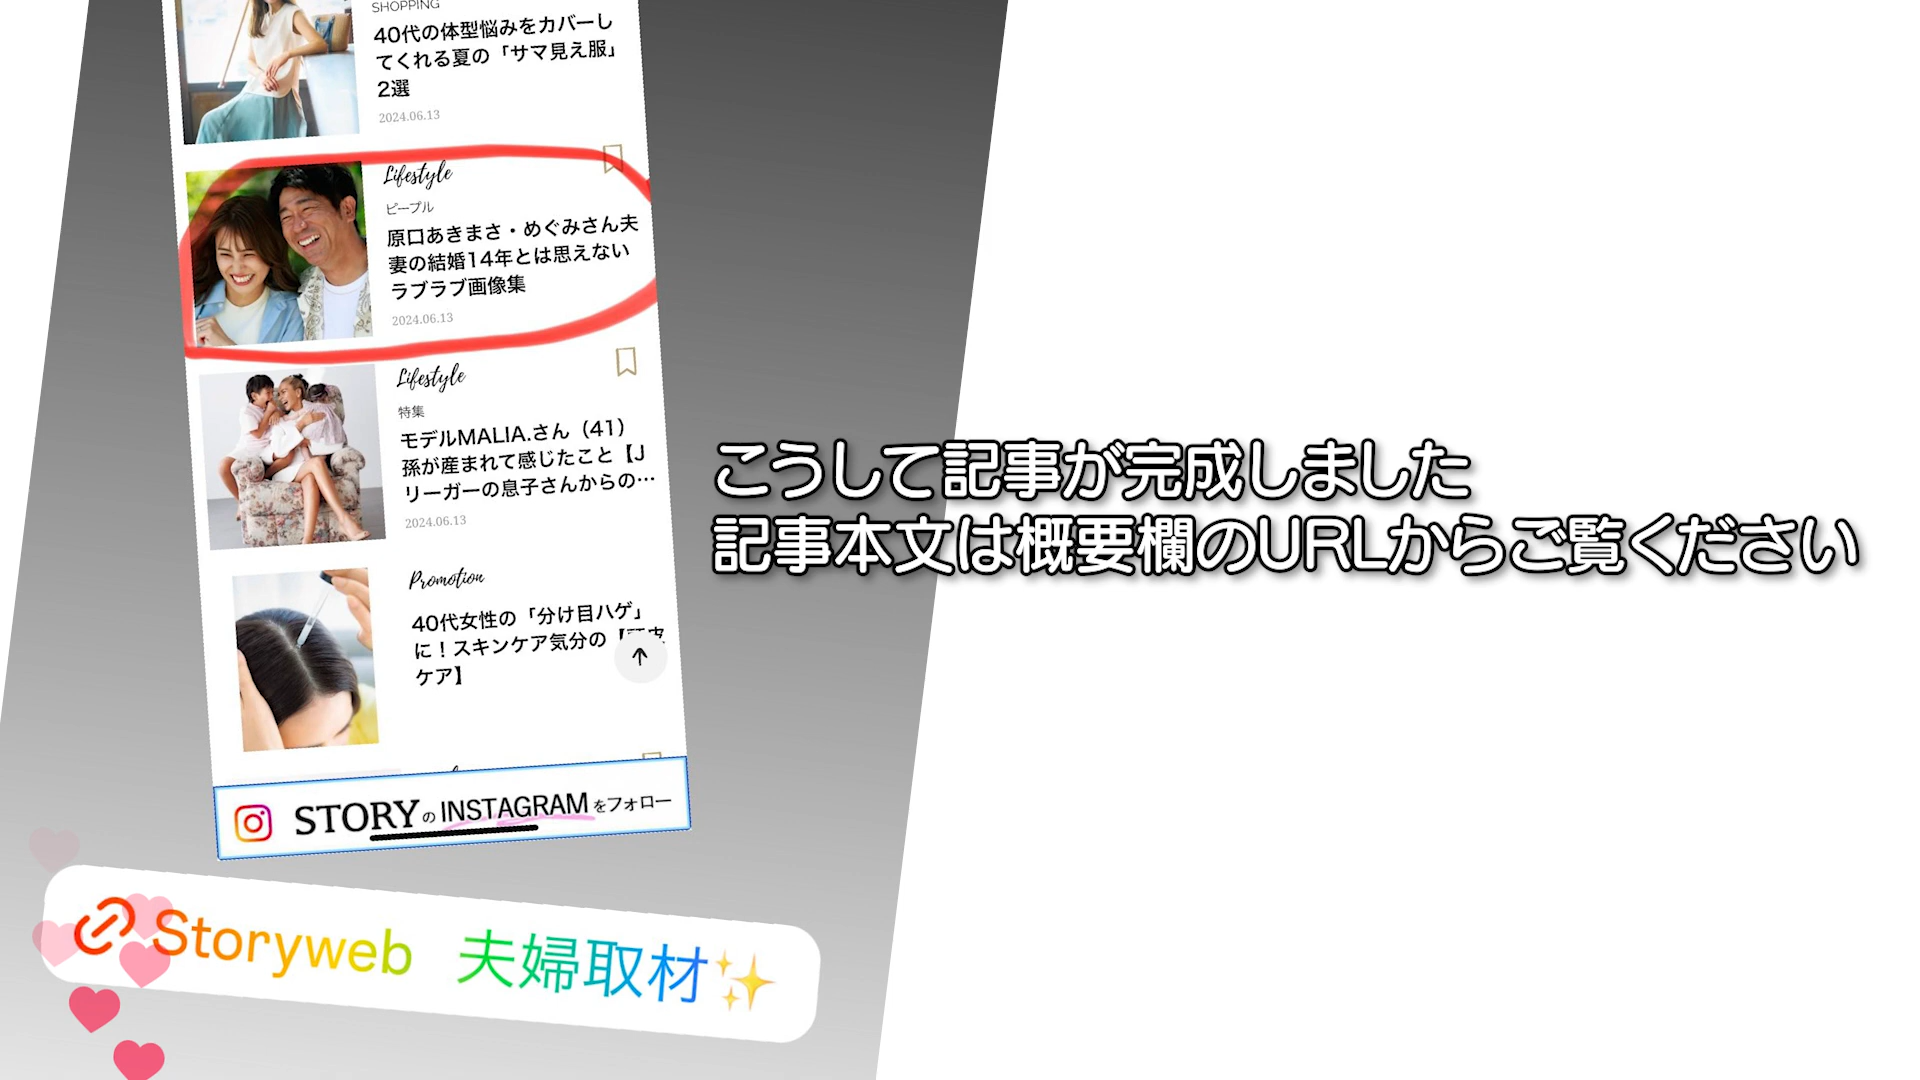 SHOPPING
40代の体型悩みをカバーし
てくれる夏の「サマ見え服」
2選
2024.06.13
Lifestyle
ピープル
原口あきまさ・めぐみさん夫
妻の結婚14年とは思えない
ラブラブ画像集
2024.06.13
Lifestyle
特集
モデルMALIA.さん（41）
孫が産まれて感じたこと【J
リーガーの息子さんからの…
2024.06.13
Promotion
40代女性の「分け目ハゲ」
に！スキンケア気分の
ケア】
STORYのINSTAGRAMをフォロー
Storyweb 夫婦取材✨
こうして記事が完成しました
記事本文は概要欄のURLからご覧ください